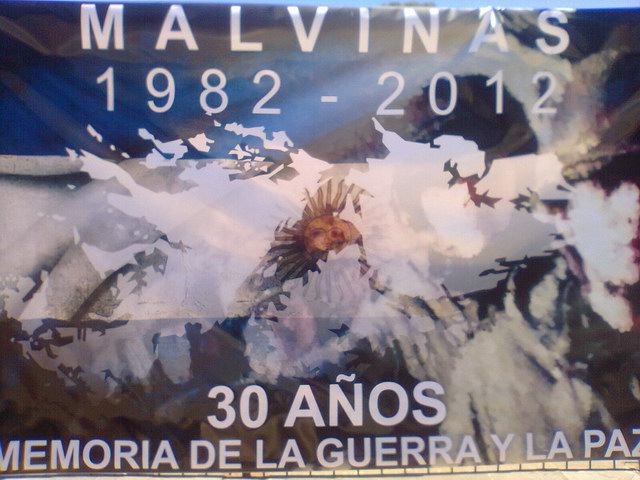 MALVINAS
1982 - 2012
30 AÑOS
MEMORIA DE LA GUERRA Y LA PAZ